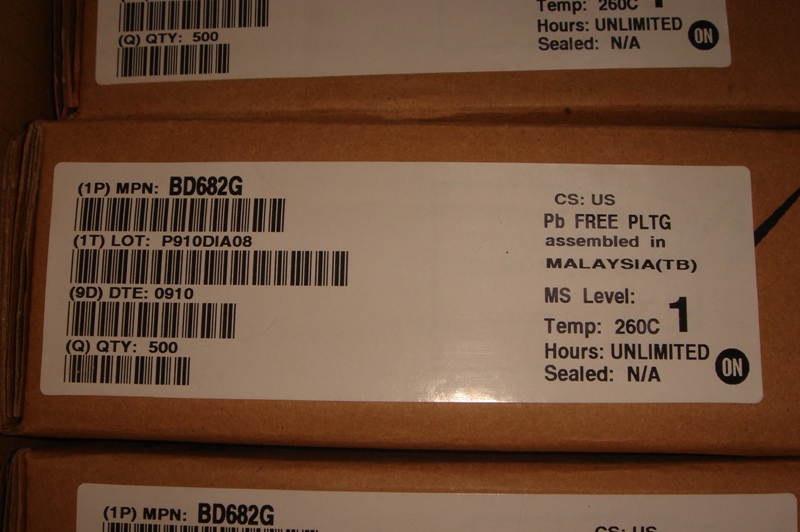 (Q) QTY: 500
Temp: 260C
Hours: UNLIMITED
Sealed: N/A
ON
(1P) MPN: BD682G
(1T) LOT: P910DIA08
(9D) DTE: 0910
(Q) QTY: 500
CS: US
Pb FREE PLTG
assembled in
MALAYSIA(TB)
MS Level: 1
Temp: 260C
Hours: UNLIMITED
Sealed: N/A
ON
(1P) MPN: BD682G
CS: US